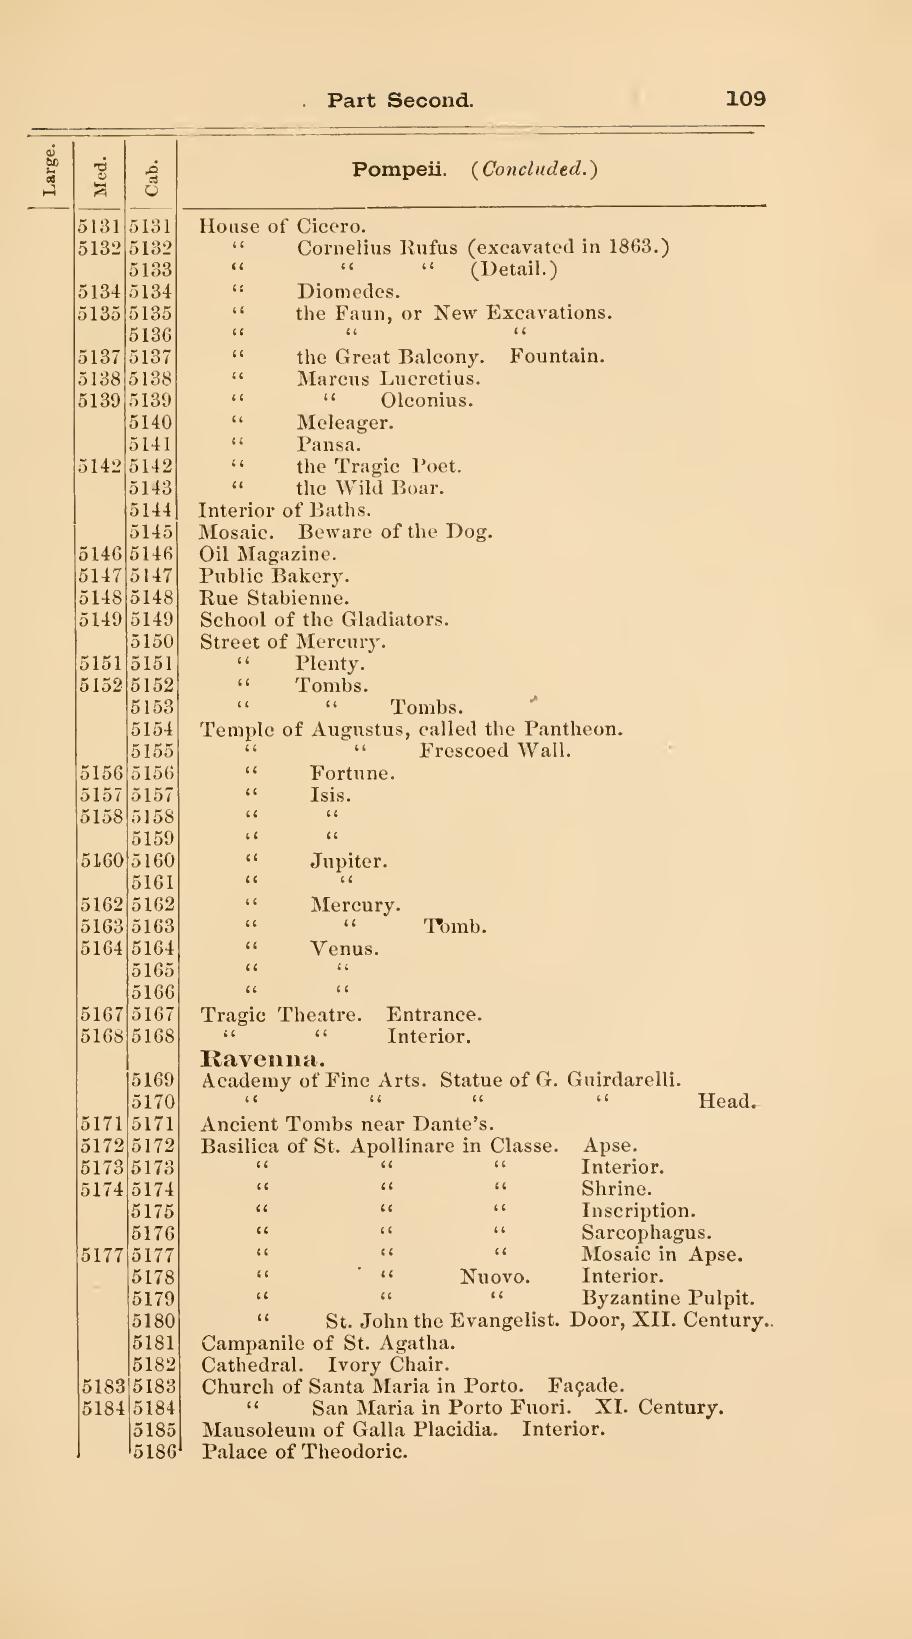 Part Second. 109
Large. Med. Cab. Pompeii. (Concluded.)
5131 5131 House of Cicero.
5132 5132 “ Cornelius Rufus (excavated in 1863.)
5133 “ “ “ (Detail.)
5134 5134 “ Diomedes.
5135 5135 “ the Faun, or New Excavations.
5136 “ “ “
5137 5137 “ the Great Balcony. Fountain.
5138 5138 “ Marcus Lucretius.
5139 5139 “ “ Olconius.
5140 “ Meleager.
5141 “ Pansa.
5142 5142 “ the Tragic Poet.
5143 “ the Wild Boar.
5144 Interior of Baths.
5145 Mosaic. Beware of the Dog.
5146 5146 Oil Magazine.
5147 5147 Public Bakery.
5148 5148 Rue Stabienne.
5149 5149 School of the Gladiators.
5150 Street of Mercury.
5151 5151 “ Plenty.
5152 5152 “ Tombs.
5153 “ “ Tombs.
5154 Temple of Augustus, called the Pantheon.
5155 “ “ Frescoed Wall.
5156 5156 “ Fortune.
5157 5157 “ Isis.
5158 5158 “ “
5159 “ “
5160 5160 “ Jupiter.
5161 “ “
5162 5162 “ Mercury.
5163 5163 “ “ Tomb.
5164 5164 “ Venus.
5165 “ “
5166 “ “
5167 5167 Tragic Theatre. Entrance.
5168 5168 “ “ Interior.
Ravenna.
5169 Academy of Fine Arts. Statue of G. Guirdarelli.
5170 “ “ “ “ Head.
5171 5171 Ancient Tombs near Dante's.
5172 5172 Basilica of St. Apollinare in Classe. Apse.
5173 5173 “ “ “ Interior.
5174 5174 “ “ “ Shrine.
5175 “ “ “ Inscription.
5176 “ “ “ Sarcophagus.
5177 5177 “ “ “ Mosaic in Apse.
5178 “ “ Nuovo. Interior.
5179 “ “ “ Byzantine Pulpit.
5180 “ St. John the Evangelist. Door, XII. Century.
5181 Campanile of St. Agatha.
5182 Cathedral. Ivory Chair.
5183 5183 Church of Santa Maria in Porto. Façade.
5184 5184 “ San Maria in Porto Fuori. XI. Century.
5185 Mausoleum of Galla Placidia. Interior.
5186 Palace of Theodoric.